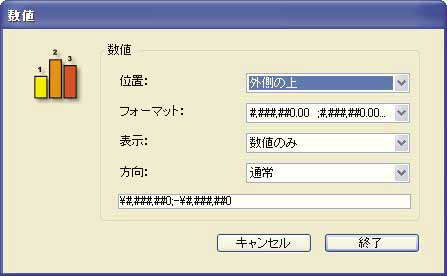 数値
1 2 3
数値
位置: 外側の上
フォーマット: #,###,##0.00 ;#,###,##0.00...
表示: 数値のみ
方向: 通常
¥#,###,##0;-¥#,###,##0
キャンセル 終了